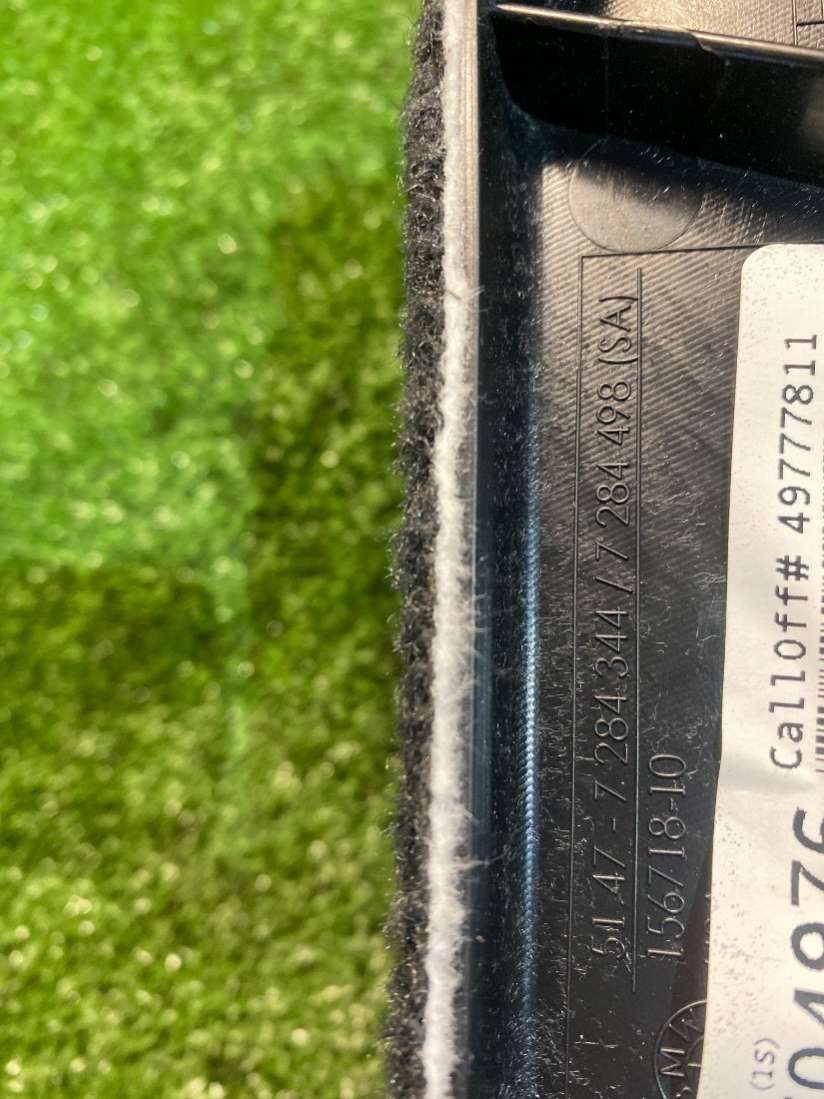 51 47 - 7 284 344 / 7 284 498 (SA)
156718-10
CallOff# 49777811
(1S)